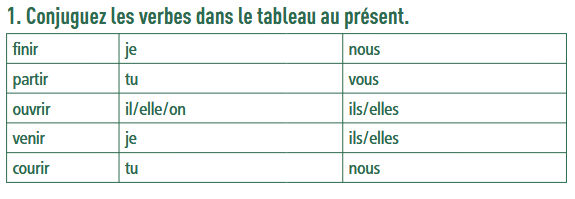 1. Conjuguez les verbes dans le tableau au présent.
finir je nous
partir tu vous
ouvrir il/elle/on ils/elles
venir je ils/elles
courir tu nous